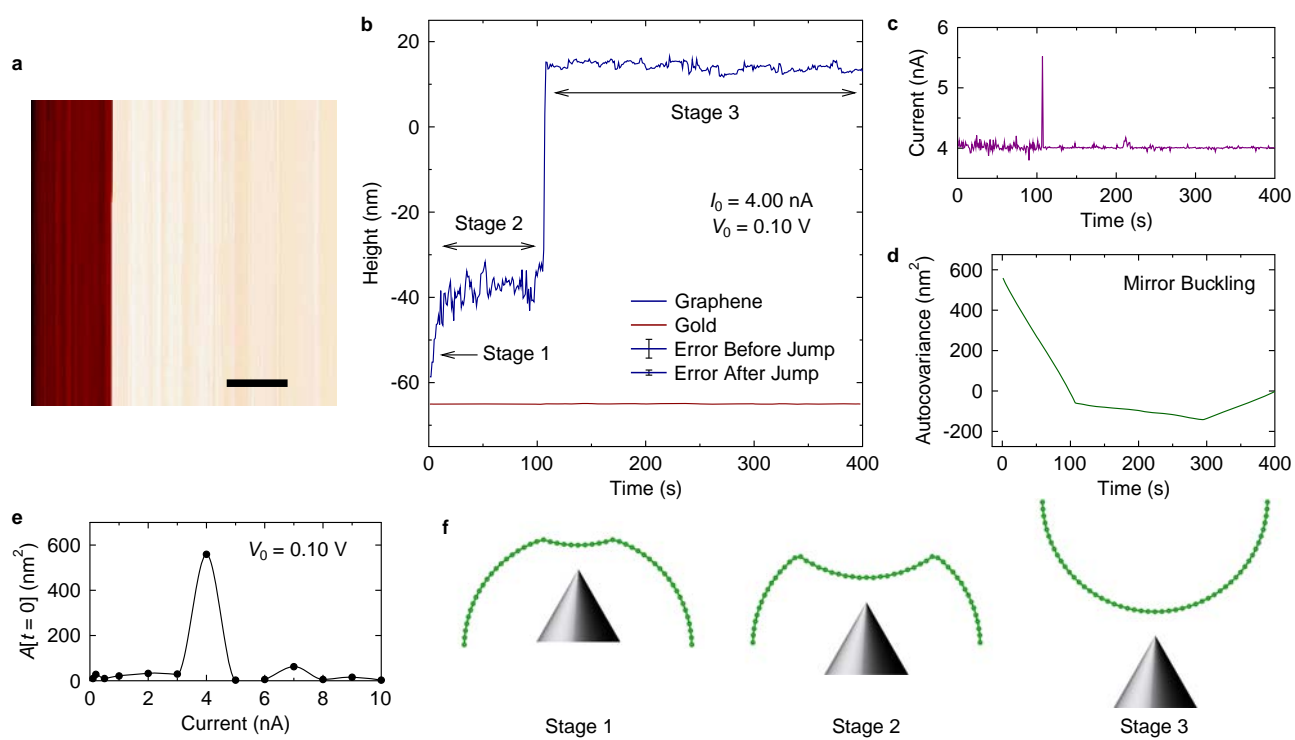 a
b
20
0
-20
-40
-60
Height (nm)
0
100
200
300
400
Time (s)
Stage 1
Stage 2
Stage 3
I0 = 4.00 nA
V0 = 0.10 V
Graphene
Gold
Error Before Jump
Error After Jump
c
6
5
4
Current (nA)
0
100
200
300
400
Time (s)
d
600
400
200
0
-200
Autocovariance (nm²)
Mirror Buckling
0
100
200
300
400
Time (s)
e
600
400
200
0
A[t = 0] (nm²)
V0 = 0.10 V
0
2
4
6
8
10
Current (nA)
f
Stage 1
Stage 2
Stage 3